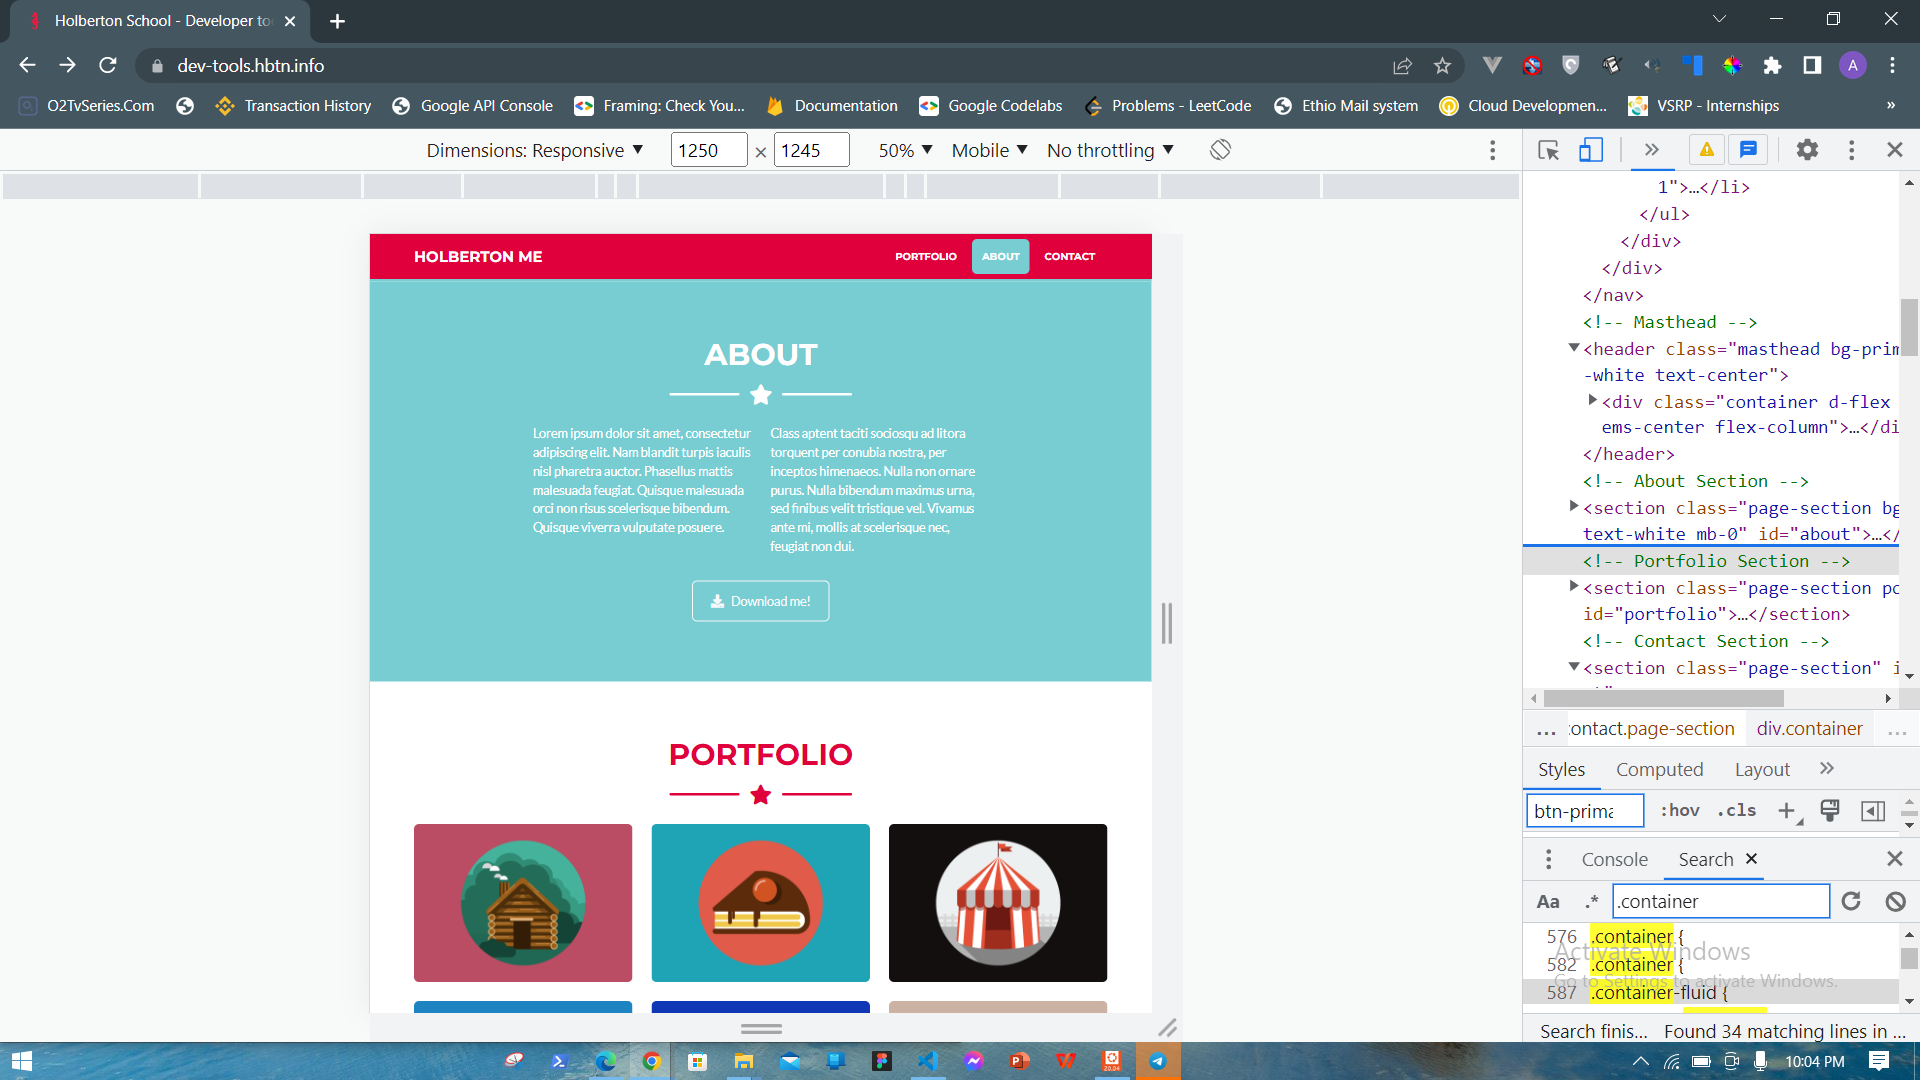 Holberton School - Developer to
dev-tools.hbtn.info
A
O2TvSeries.Com
Transaction History
Google API Console
Framing: Check You...
Documentation
Google Codelabs
Problems - LeetCode
Ethio Mail system
Cloud Developmen...
VSRP - Internships
»
Dimensions: Responsive
1250 × 1245
50%
Mobile
No throttling
HOLBERTON ME
PORTFOLIO
ABOUT
CONTACT
ABOUT
Lorem ipsum dolor sit amet, consectetur
adipiscing elit. Nam blandit turpis iaculis
nisl pharetra auctor. Phasellus mattis
malesuada feugiat. Quisque malesuada
orci non risus scelerisque bibendum.
Quisque viverra vulputate posuere.
Class aptent taciti sociosqu ad litora
torquent per conubia nostra, per
inceptos himenaeos. Nulla non ornare
purus. Nulla bibendum maximus urna,
sed finibus velit tristique vel. Vivamus
ante mi, mollis at scelerisque nec,
feugiat non dui.
Download me!
PORTFOLIO
1">…</li>
</ul>
</div>
</div>
</nav>
<!-- Masthead -->
<header class="masthead bg-prim
-white text-center">
<div class="container d-flex
ems-center flex-column">…</di
</header>
<!-- About Section -->
<section class="page-section bg
text-white mb-0" id="about">…</
<!-- Portfolio Section -->
<section class="page-section po
id="portfolio">…</section>
<!-- Contact Section -->
<section class="page-section" i
... ontact.page-section
div.container
...
Styles
Computed
Layout
»
btn-prima
:hov
.cls
Console
Search
Aa
.*
.container
576 .container {
582 .container {
587 .container-fluid {
Activate Windows
Go to Settings to activate Windows.
Search finis...
Found 34 matching lines in ...
20.04
10:04 PM